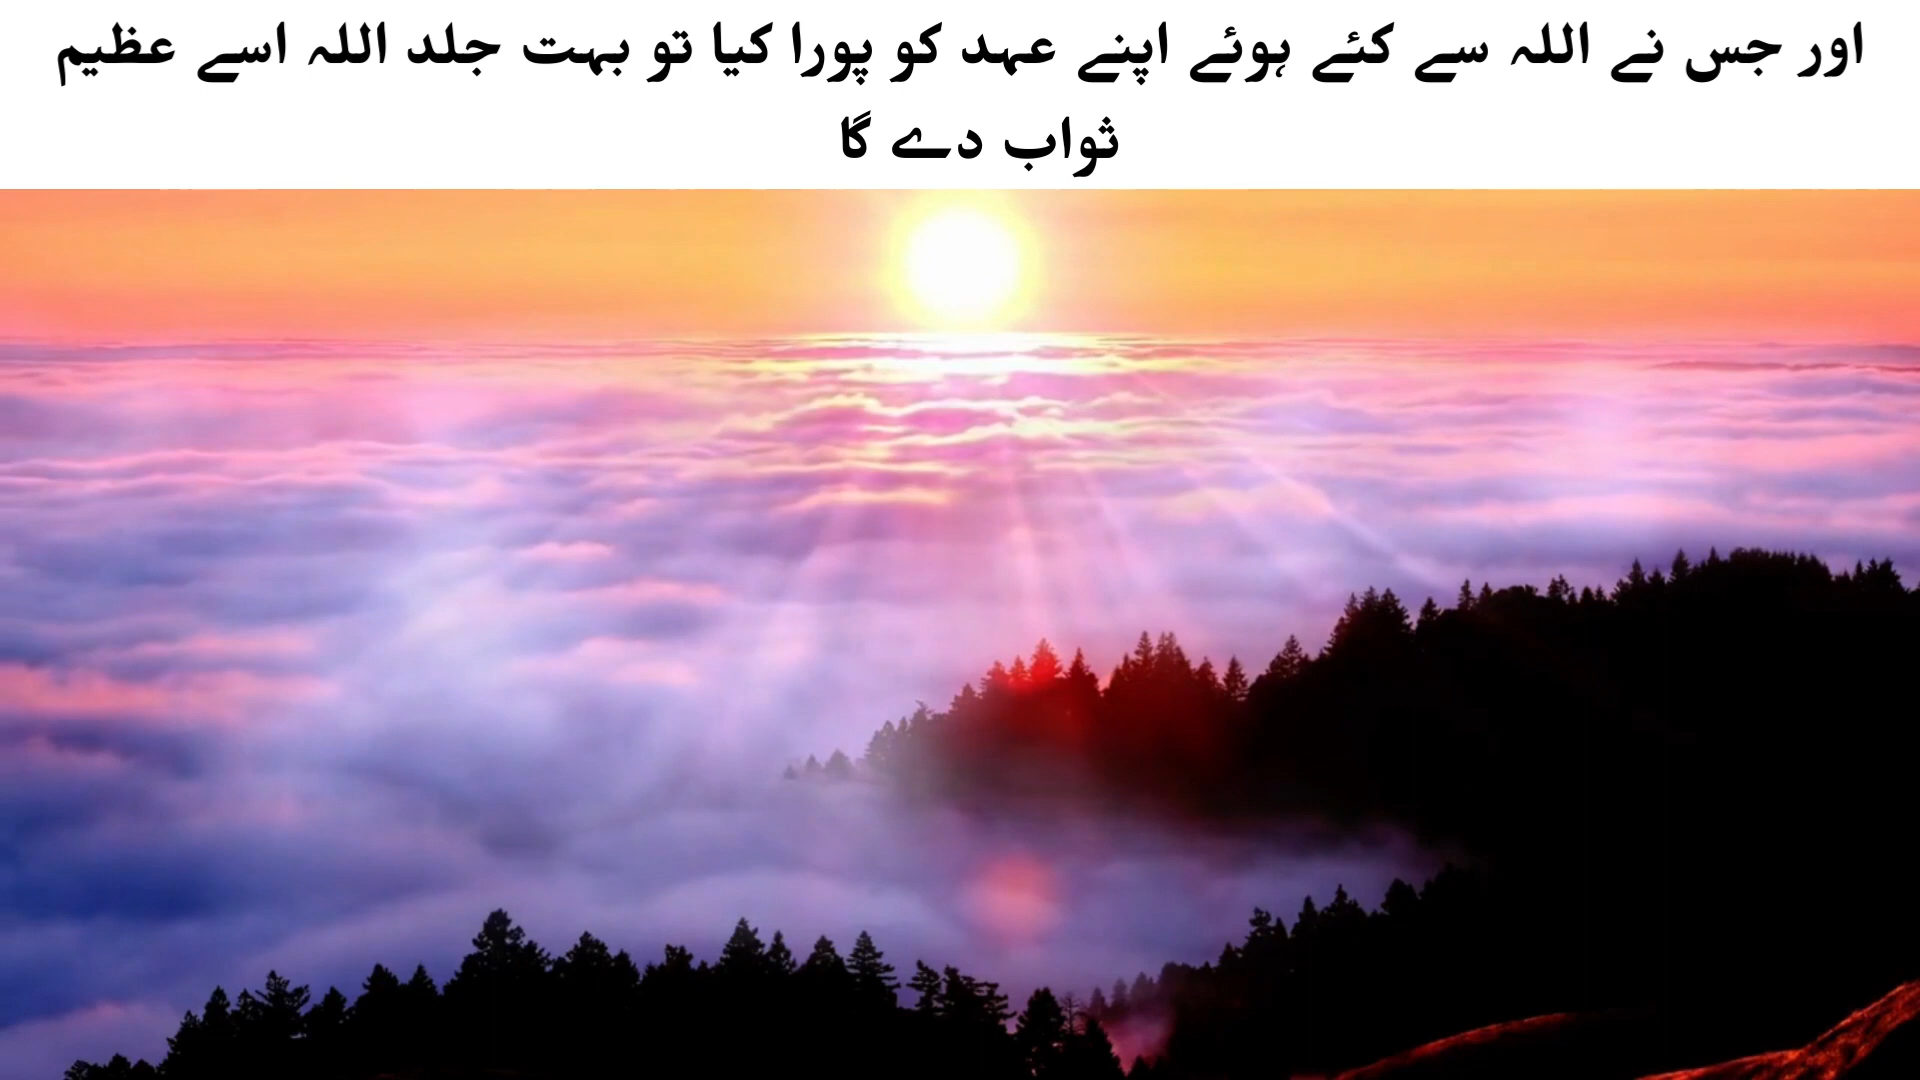 اور جس نے اللہ سے کئے ہوئے اپنے عہد کو پورا کیا تو بہت جلد اللہ اسے عظیم
ثواب دے گا